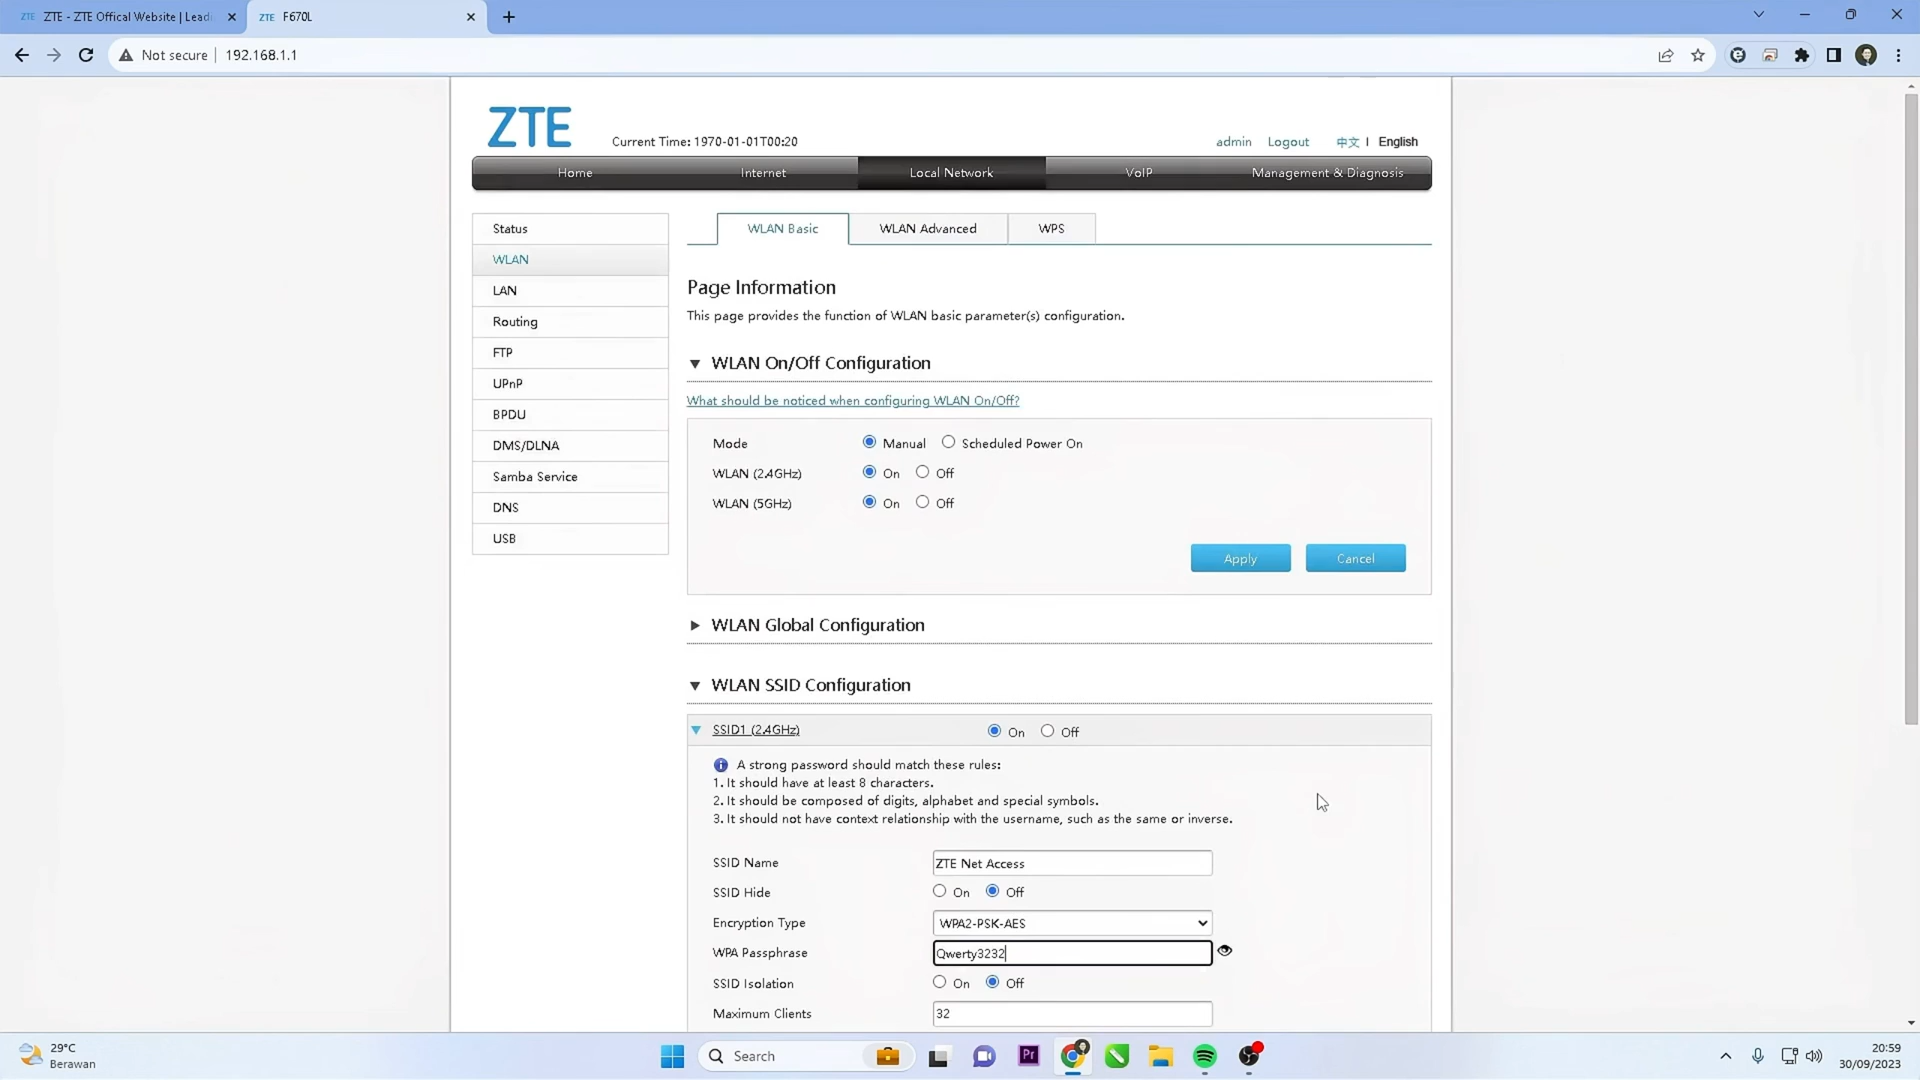 ZTE - ZTE Offical Website | Leadi
ZTE F670L
Not secure | 192.168.1.1
ZTE
Current Time: 1970-01-01T00:20
admin Logout 中文 | English
Home Internet Local Network VoIP Management & Diagnosis
Status
WLAN
LAN
Routing
FTP
UPnP
BPDU
DMS/DLNA
Samba Service
DNS
USB
WLAN Basic WLAN Advanced WPS
Page Information
This page provides the function of WLAN basic parameter(s) configuration.
WLAN On/Off Configuration
What should be noticed when configuring WLAN On/Off?
Mode Manual Scheduled Power On
WLAN (2.4GHz) On Off
WLAN (5GHz) On Off
Apply Cancel
WLAN Global Configuration
WLAN SSID Configuration
SSID1 (2.4GHz) On Off
A strong password should match these rules:
1. It should have at least 8 characters.
2. It should be composed of digits, alphabet and special symbols.
3. It should not have context relationship with the username, such as the same or inverse.
SSID Name ZTE Net Access
SSID Hide On Off
Encryption Type WPA2-PSK-AES
WPA Passphrase Qwerty3232
SSID Isolation On Off
Maximum Clients 32
29°C
Berawan
Search
Pr
20:59
30/09/2023